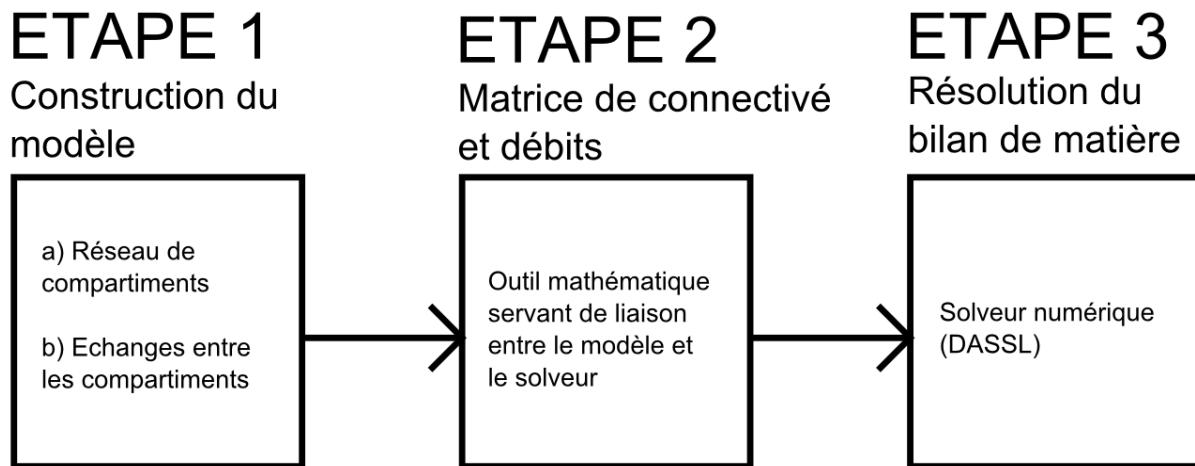 ETAPE 1
Construction du
modèle
a) Réseau de
compartiments
b) Echanges entre
les compartiments
ETAPE 2
Matrice de connectivé
et débits
Outil mathématique
servant de liaison
entre le modèle et
le solveur
ETAPE 3
Résolution du
bilan de matière
Solveur numérique
(DASSL)